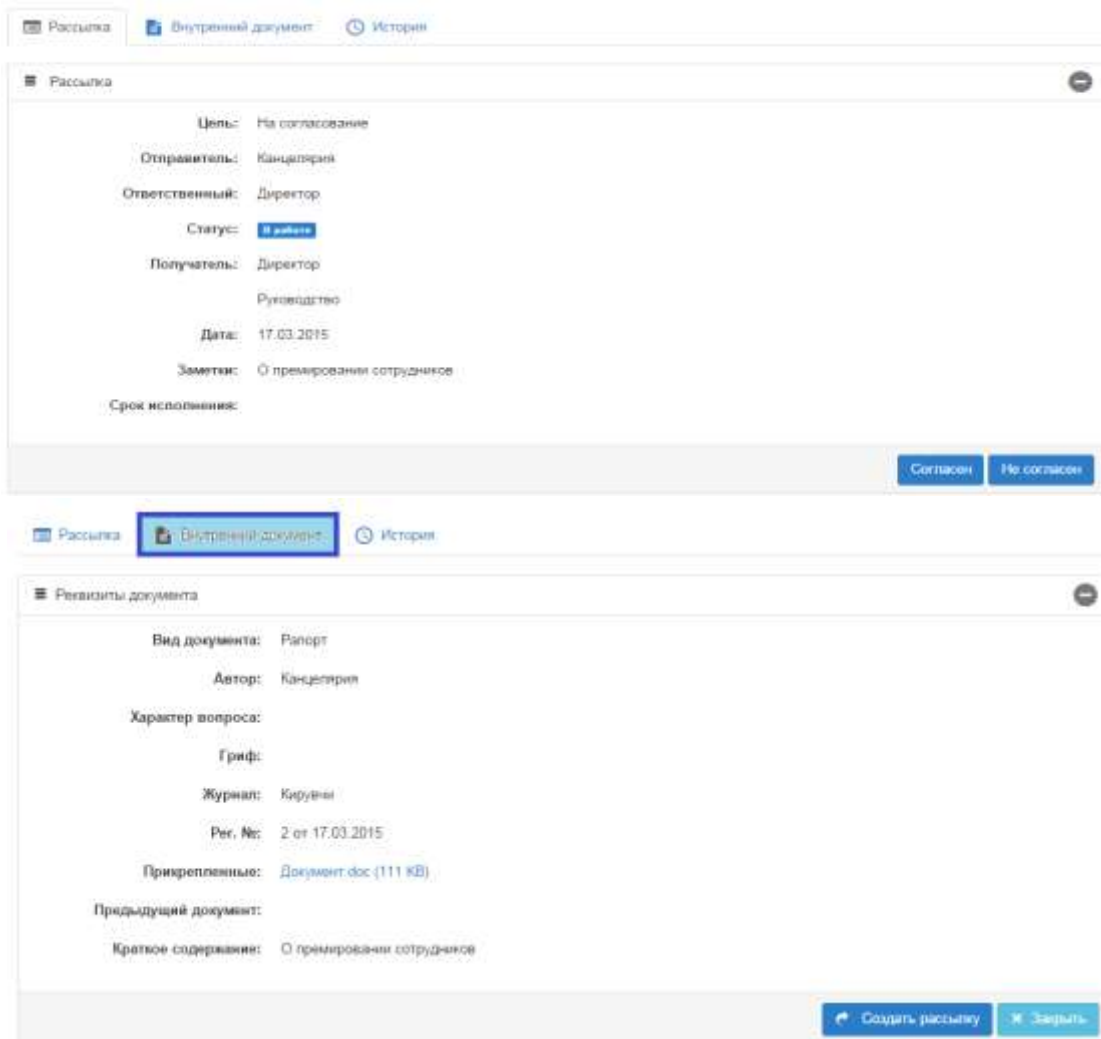 Рассылка Внутренний документ История
Рассылка
Цель: На согласование
Отправитель: Канцелярия
Ответственный: Директор
Статус: В работе
Получатель: Директор
Руководство
Дата: 17.03.2015
Заметки: О премировании сотрудников
Срок исполнения:
Согласен Не согласен
Рассылка Внутренний документ История
Реквизиты документа
Вид документа: Рапорт
Автор: Канцелярия
Характер вопроса:
Гриф:
Журнал: Кирувчи
Рег. №: 2 от 17.03.2015
Прикрепленные: Документ.doc (111 KB)
Предыдущий документ:
Краткое содержание: О премировании сотрудников
Создать рассылку Закрыть